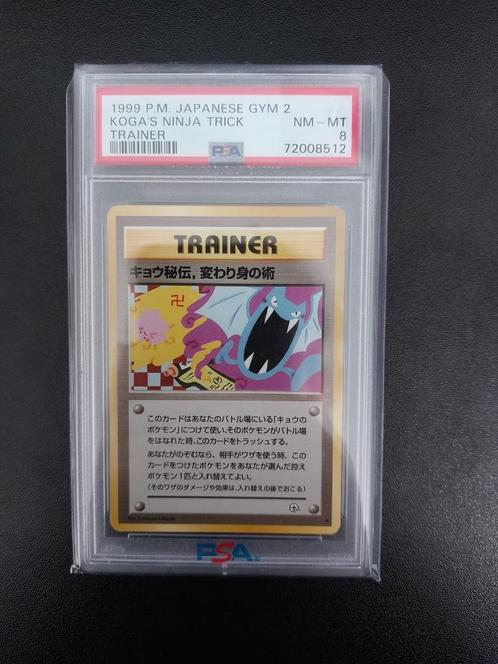 1999 P.M. JAPANESE GYM 2
KOGA'S NINJA TRICK NM - MT
TRAINER 8
PSA 72008512
TRAINER
キョウ秘伝，変わり身の術
卍
このカードはあなたのバトル場にいる「キョウの
ポケモン」につけて使い、そのポケモンがバトル場
をはなれた時、このカードをトラッシュする。
あなたがのぞむなら、相手がワザを使う時、この
カードをつけたポケモンをあなたが選んだ控え
ポケモン1匹と入れ替えてよい。
（そのワザのダメージや効果は、入れ替えの後でおこる）
PSA